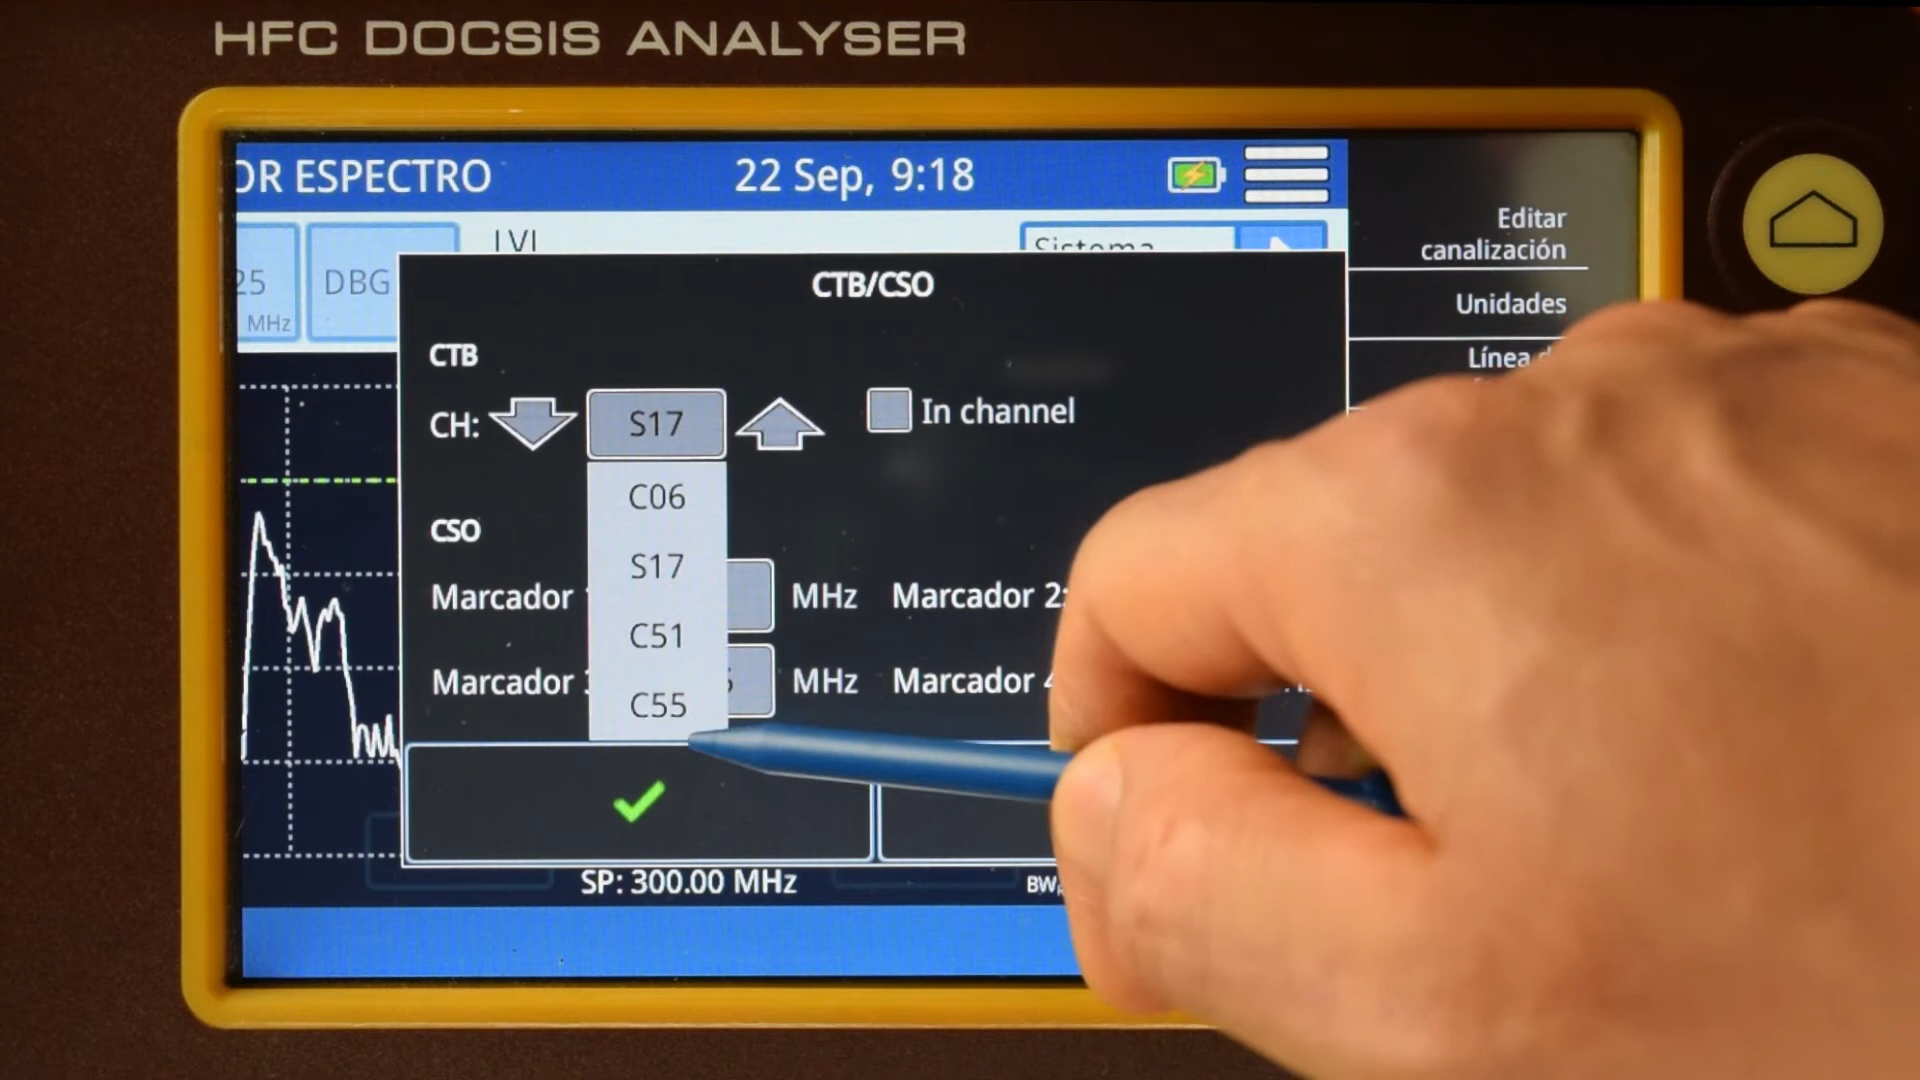 HFC DOCSIS ANALYSER
OR ESPECTRO
22 Sep, 9:18
Editar
canalización
Unidades
Línea
25
MHz
DBG
LVL
Sistema
CTB/CSO
CTB
CH:
S17
In channel
C06
S17
C51
C55
CSO
Marcador
MHz
Marcador 2:
Marcador
MHz
Marcador 4
SP: 300.00 MHz
BW